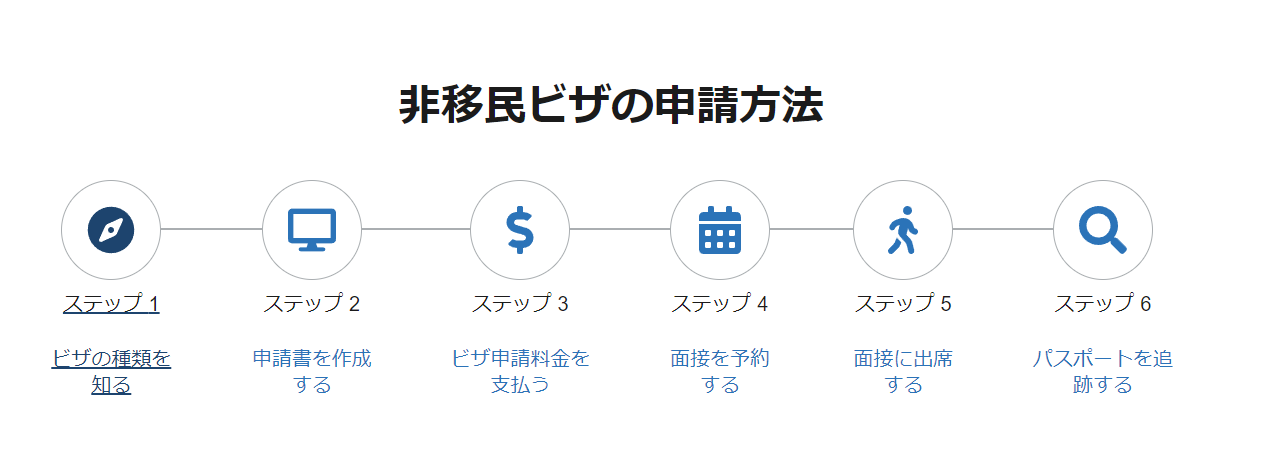 非移民ビザの申請方法
ステップ 1
ステップ 2
ステップ 3
ステップ 4
ステップ 5
ステップ 6
ビザの種類を
知る
申請書を作成
する
ビザ申請料金を
支払う
面接を予約
する
面接に出席
する
パスポートを追
跡する